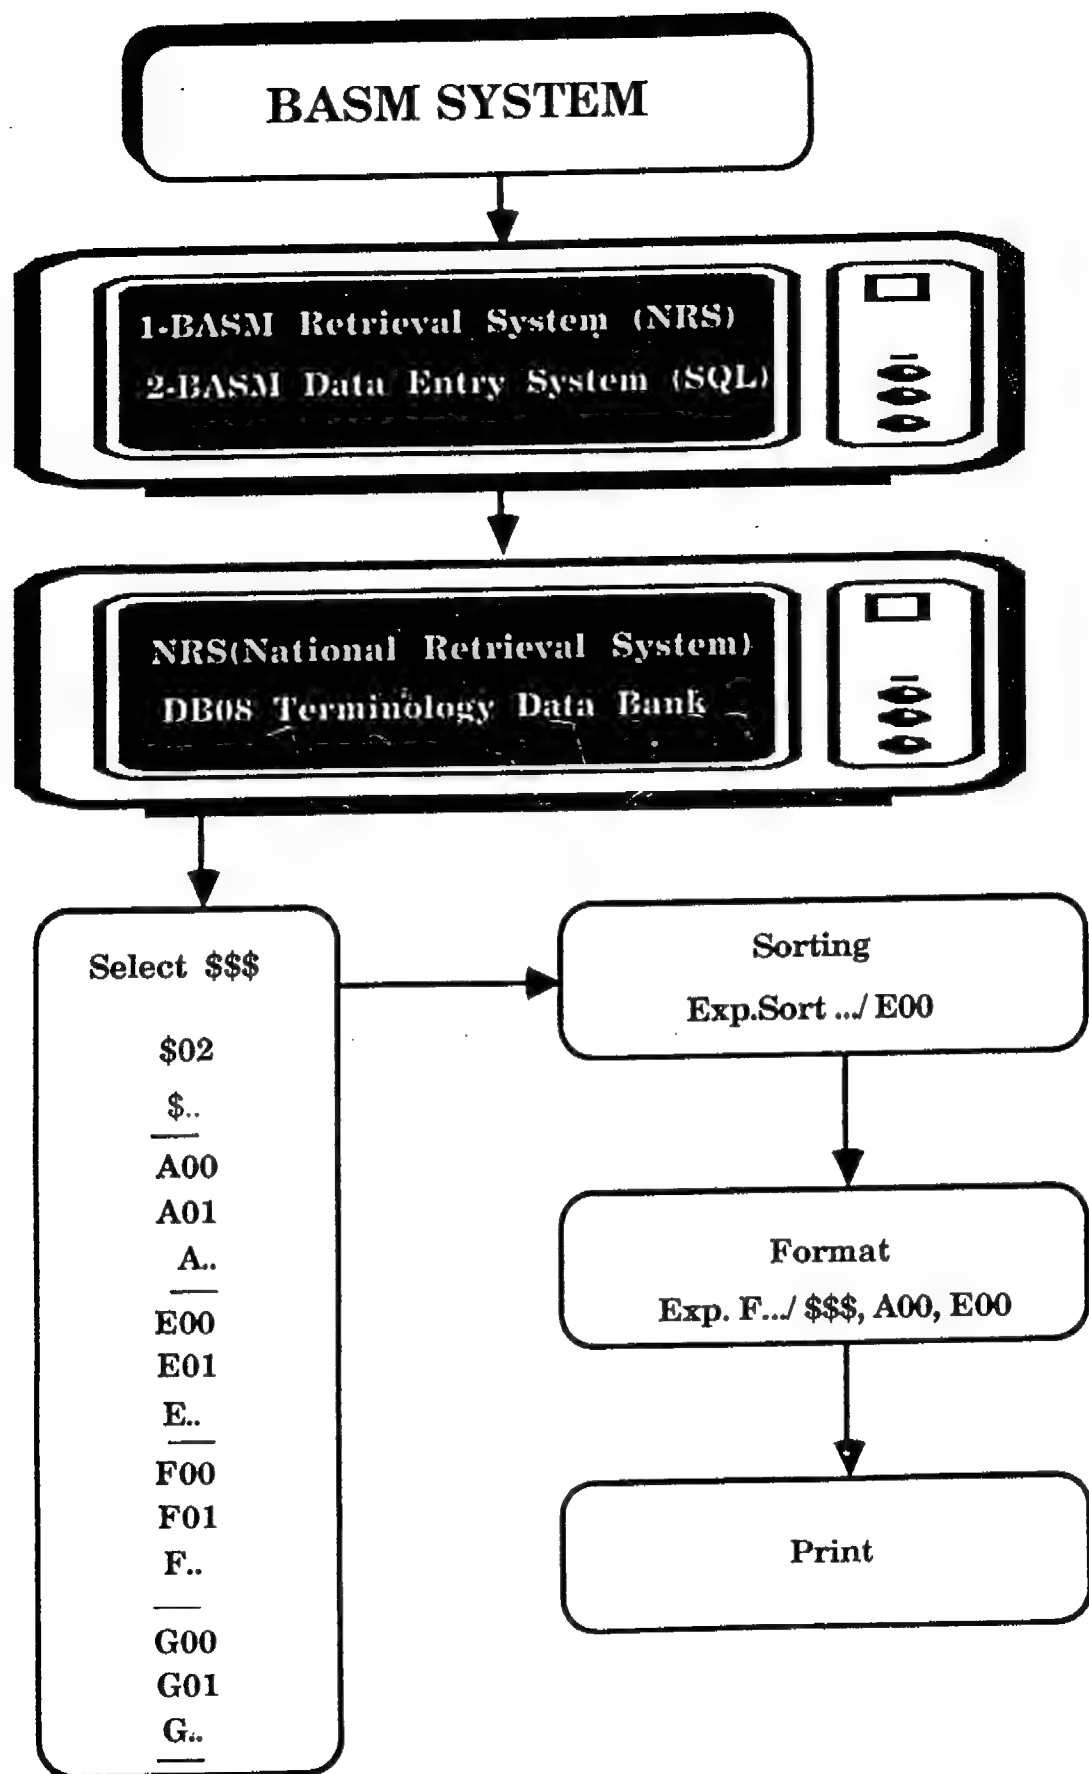 BASM SYSTEM
1-BASM Retrieval System (NRS)
2-BASM Data Entry System (SQL)
NRS(National Retrieval System)
DB08 Terminology Data Bank
Select $$$
$02
$..
A00
A01
A..
E00
E01
E..
F00
F01
F..
G00
G01
G..
Sorting
Exp.Sort .../ E00
Format
Exp. F.../ $$$, A00, E00
Print